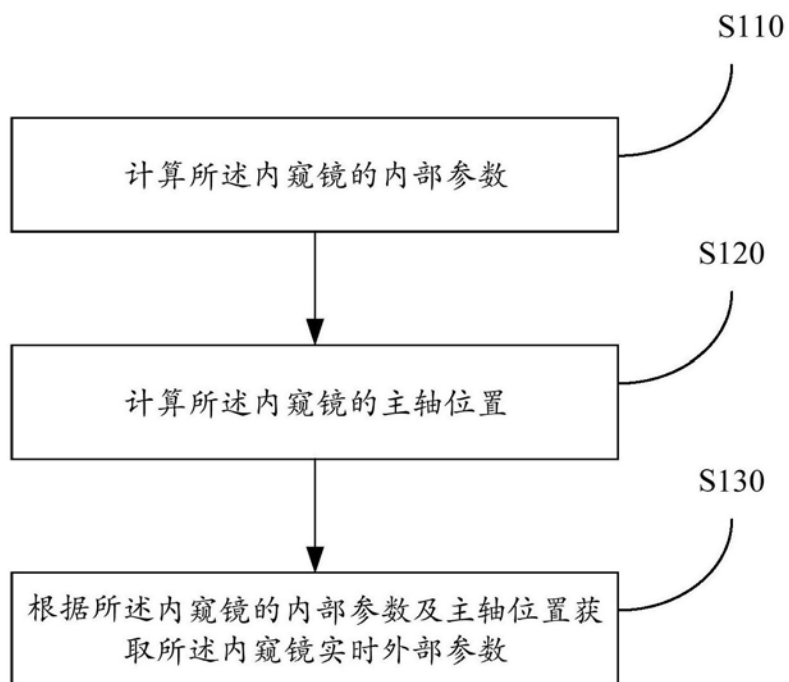 S110
计算所述内窥镜的内部参数
S120
计算所述内窥镜的主轴位置
S130
根据所述内窥镜的内部参数及主轴位置获
取所述内窥镜实时外部参数